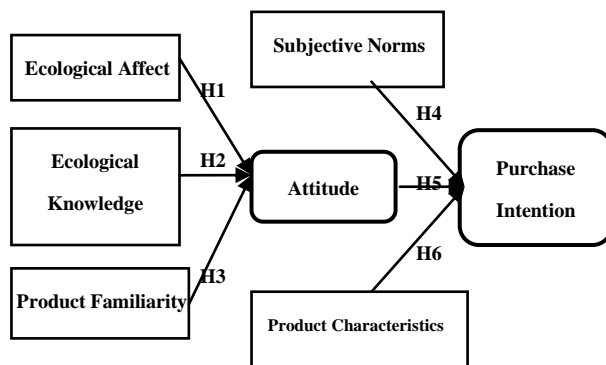 Subjective Norms
Ecological Affect
H1
H4
H2
Ecological
Knowledge
Attitude
H5
Purchase
Intention
H3
H6
Product Familiarity
Product Characteristics